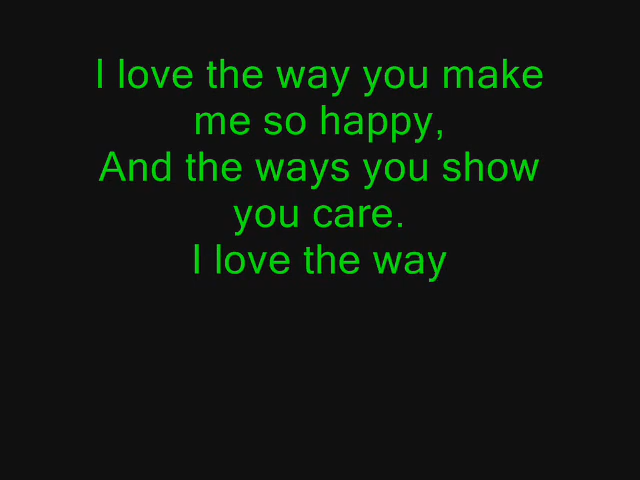 I love the way you make
me so happy,
And the ways you show
you care.
I love the way